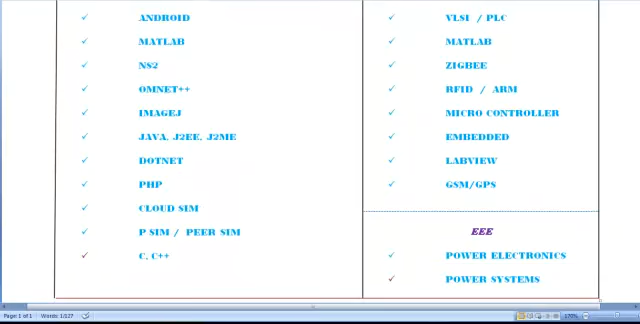 ANDROID
MATLAB
NS2
OMNET++
IMAGEJ
JAVA, J2EE, J2ME
DOTNET
PHP
CLOUD SIM
P SIM / PEER SIM
C, C++
VLSI / PLC
MATLAB
ZIGBEE
RFID / ARM
MICRO CONTROLLER
EMBEDDED
LABVIEW
GSM/GPS
EEE
POWER ELECTRONICS
POWER SYSTEMS
Page: 1 of 1 Words: 1/127 170%